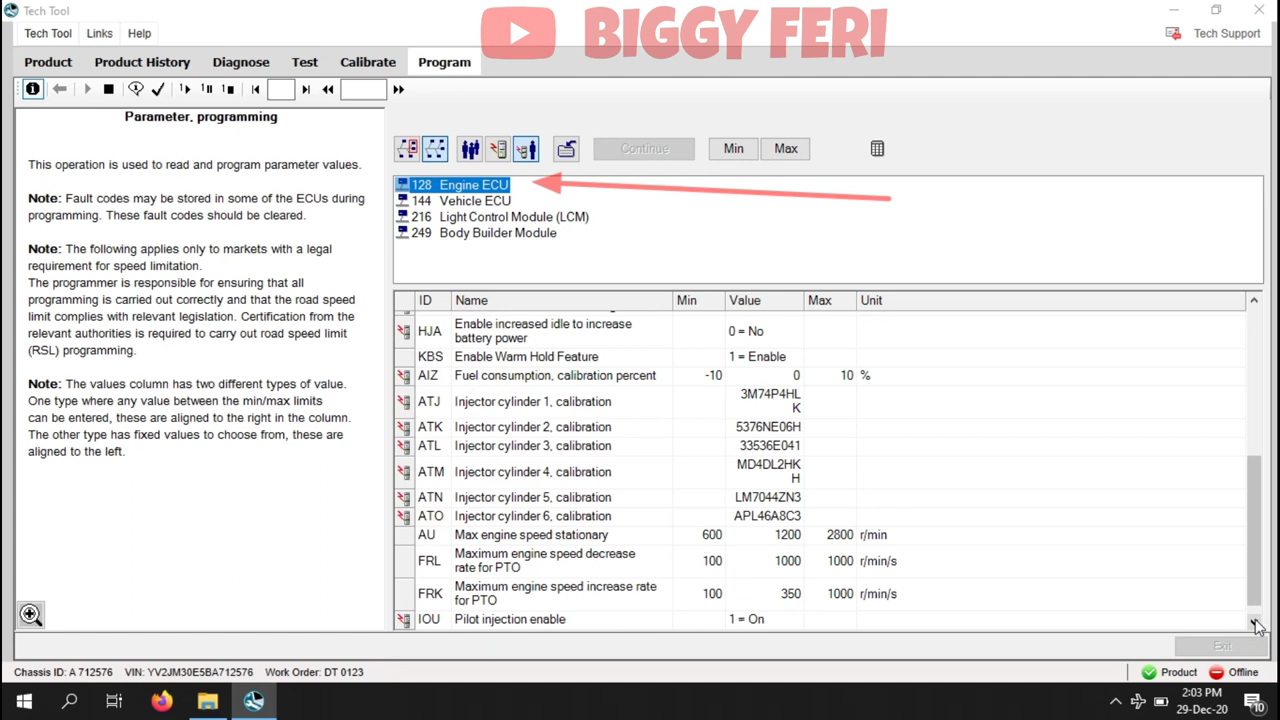 Tech Tool
BIGGY FERI
Tech Tool Links Help
Tech Support
Product Product History Diagnose Test Calibrate Program
Parameter, programming
This operation is used to read and program parameter values.
Note: Fault codes may be stored in some of the ECUs during
programming. These fault codes should be cleared.
Note: The following applies only to markets with a legal
requirement for speed limitation.
The programmer is responsible for ensuring that all
programming is carried out correctly and that the road speed
limit complies with relevant legislation. Certification from the
relevant authorities is required to carry out road speed limit
(RSL) programming.
Note: The values column has two different types of value.
One type where any value between the min/max limits
can be entered, these are aligned to the right in the column.
The other type has fixed values to choose from, these are
aligned to the left.
Continue Min Max
128 Engine ECU
144 Vehicle ECU
216 Light Control Module (LCM)
249 Body Builder Module
ID Name Min Value Max Unit
HJA Enable increased idle to increase 0 = No
battery power
KBS Enable Warm Hold Feature 1 = Enable
AIZ Fuel consumption, calibration percent -10 0 10 %
ATJ Injector cylinder 1, calibration 3M74P4HL
K
ATK Injector cylinder 2, calibration 5376NE06H
ATL Injector cylinder 3, calibration 33536E041
ATM Injector cylinder 4, calibration MD4DL2HK
H
ATN Injector cylinder 5, calibration LM7044ZN3
ATO Injector cylinder 6, calibration APL46A8C3
AU Max engine speed stationary 600 1200 2800 r/min
FRL Maximum engine speed decrease 100 1000 1000 r/min/s
rate for PTO
FRK Maximum engine speed increase rate 100 350 1000 r/min/s
for PTO
IOU Pilot injection enable 1 = On
Exit
Chassis ID: A 712576 VIN: YV2JM30E5BA712576 Work Order: DT 0123
Product Offline
2:03 PM
29-Dec-20
10